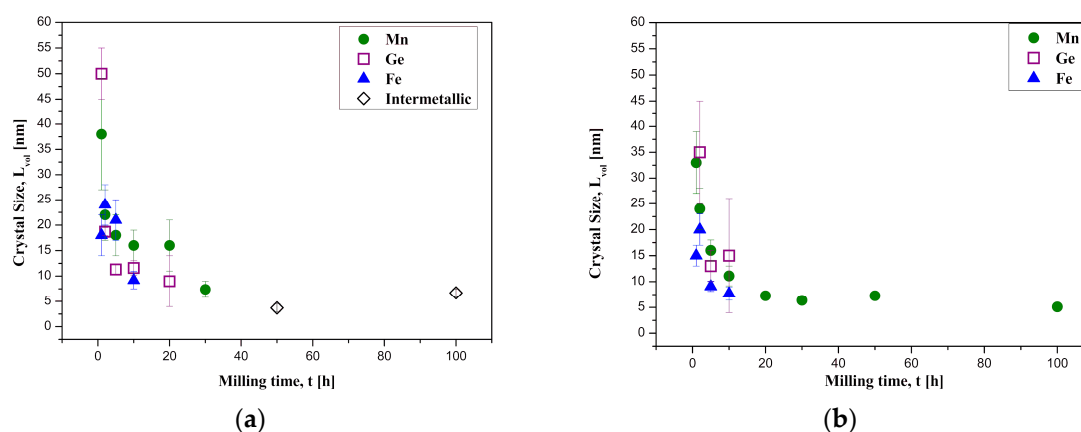 (a)
60
55
50
45
40
35
30
25
20
15
10
5
0
Crystal Size, L_vol [nm]
Mn
Ge
Fe
Intermetallic
0 20 40 60 80 100
Milling time, t [h]
(b)
60
55
50
45
40
35
30
25
20
15
10
5
0
Crystal Size, L_vol [nm]
Mn
Ge
Fe
0 20 40 60 80 100
Milling time, t [h]
(a) (b)